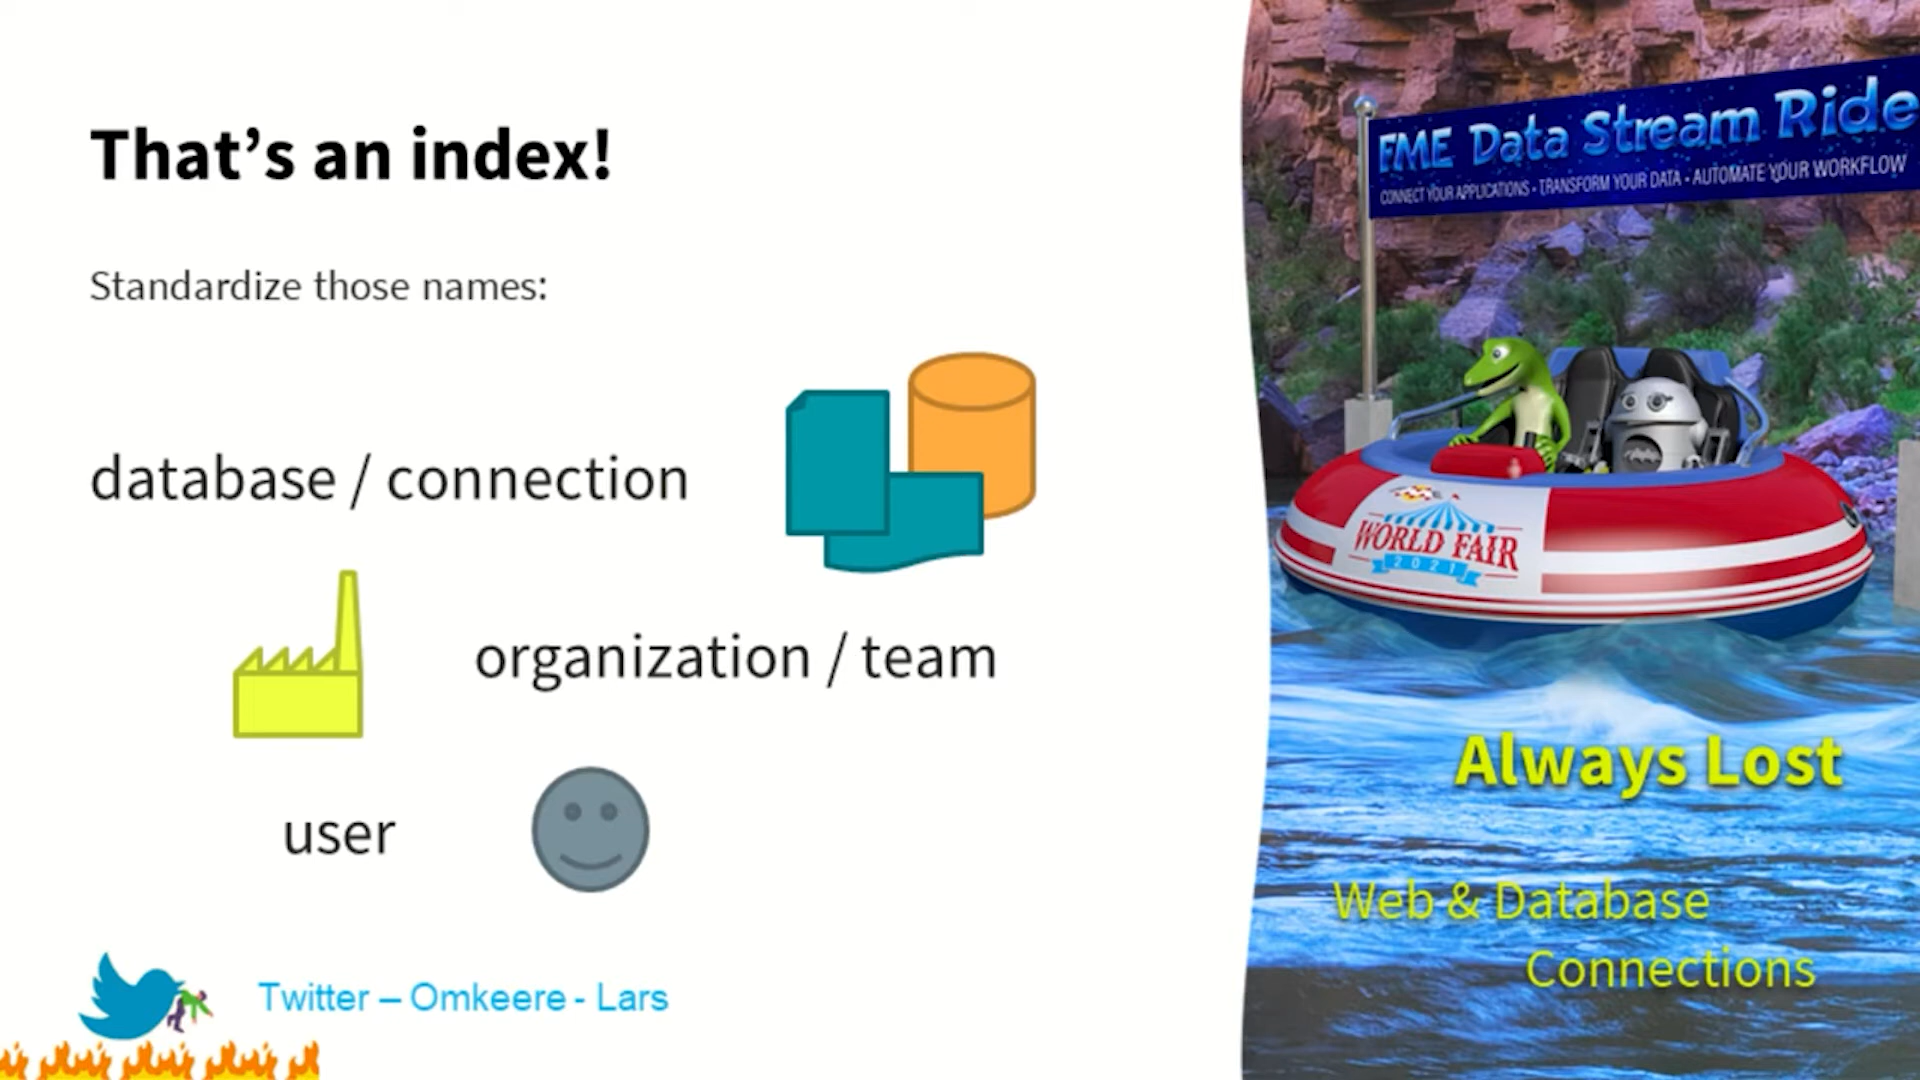 That's an index!
Standardize those names:
database / connection
organization / team
user
Twitter – Omkeere - Lars
FME Data Stream Ride
CONNECT YOUR APPLICATIONS • TRANSFORM YOUR DATA • AUTOMATE YOUR WORKFLOW
WORLD FAIR
2021
Always Lost
Web & Database
Connections